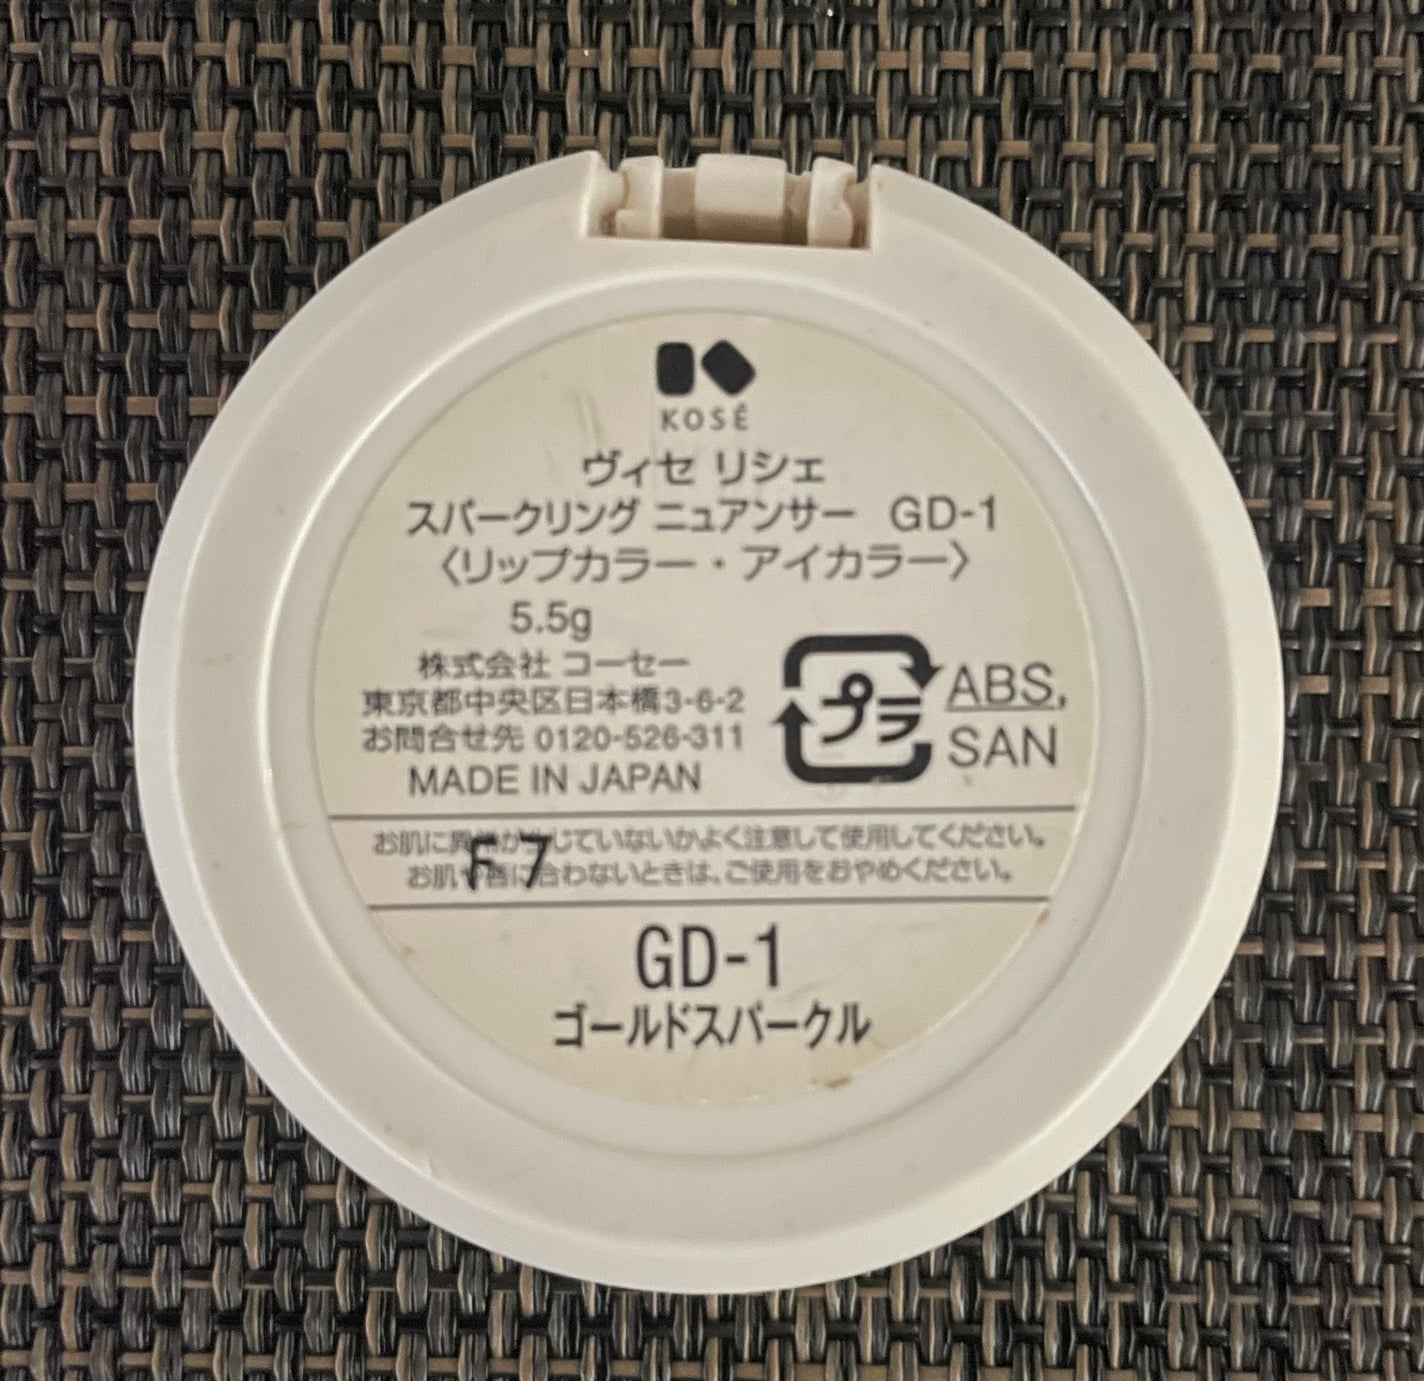 KOSÉ
ヴィセ リシェ
スパークリング ニュアンサー GD-1
〈リップカラー・アイカラー〉
5.5g
株式会社 コーセー
東京都中央区日本橋3-6-2
お問合せ先 0120-526-311
MADE IN JAPAN
プラ
ABS,
SAN
お肌に異常が生じていないかよく注意して使用してください。
お肌や唇に合わないときは、ご使用をおやめください。
F7
GD-1
ゴールドスパークル